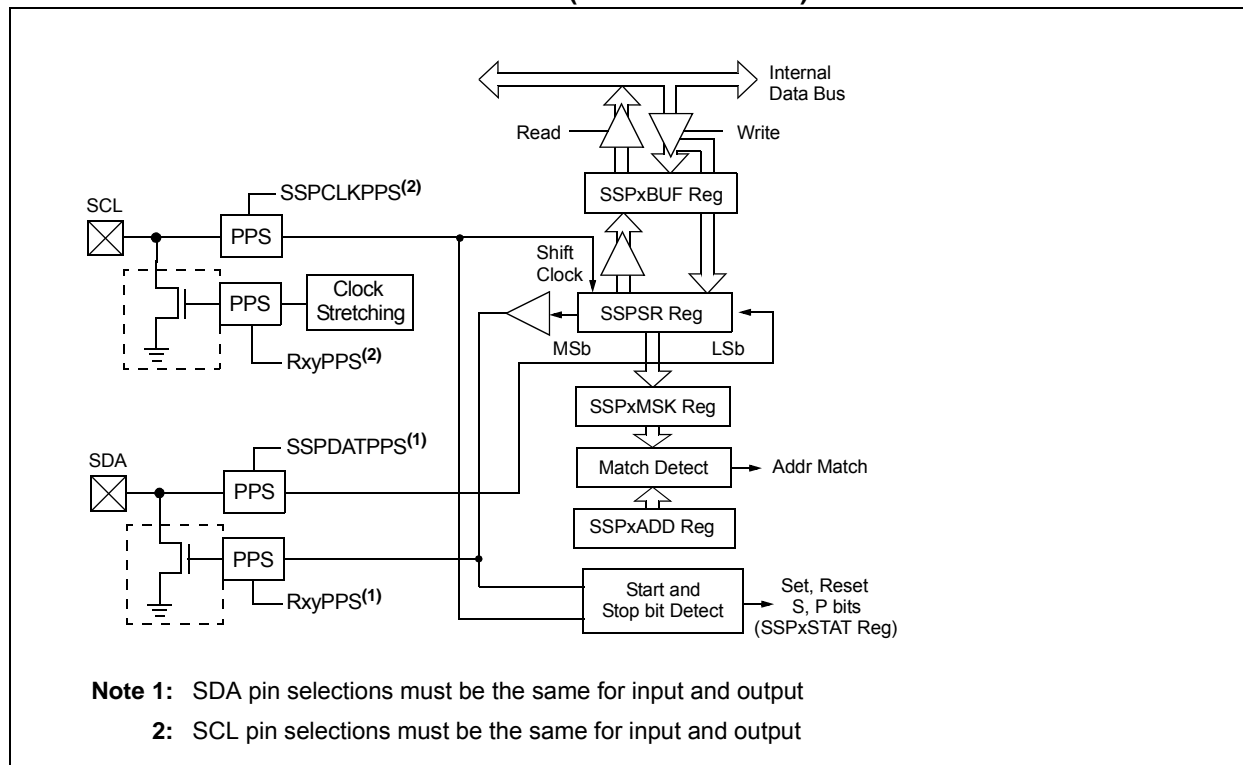 Internal
Data Bus
Read
Write
SSPxBUF Reg
SSPCLKPPS(2)
SCL
PPS
Shift
Clock
PPS
Clock
Stretching
SSPSR Reg
MSb
LSb
RxyPPS(2)
SSPxMSK Reg
SSPDATPPS(1)
SDA
PPS
Match Detect
Addr Match
SSPxADD Reg
PPS
Start and
Stop bit Detect
Set, Reset
S, P bits
(SSPxSTAT Reg)
RxyPPS(1)
Note 1: SDA pin selections must be the same for input and output
2: SCL pin selections must be the same for input and output